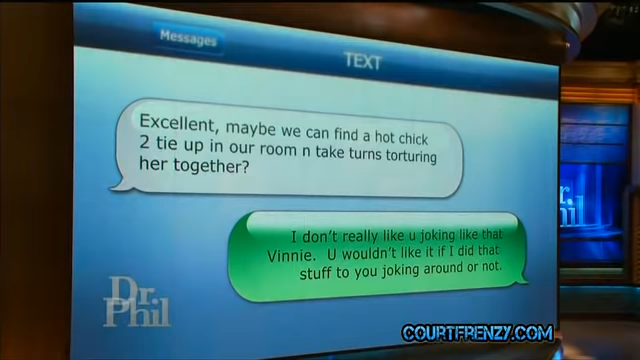 Messages
TEXT
Excellent, maybe we can find a hot chick
2 tie up in our room n take turns torturing
her together?
I don't really like u joking like that
Vinnie. U wouldn't like it if I did that
stuff to you joking around or not.
Dr.
Phil
Dr.
Phil
COURTFRENZY.COM